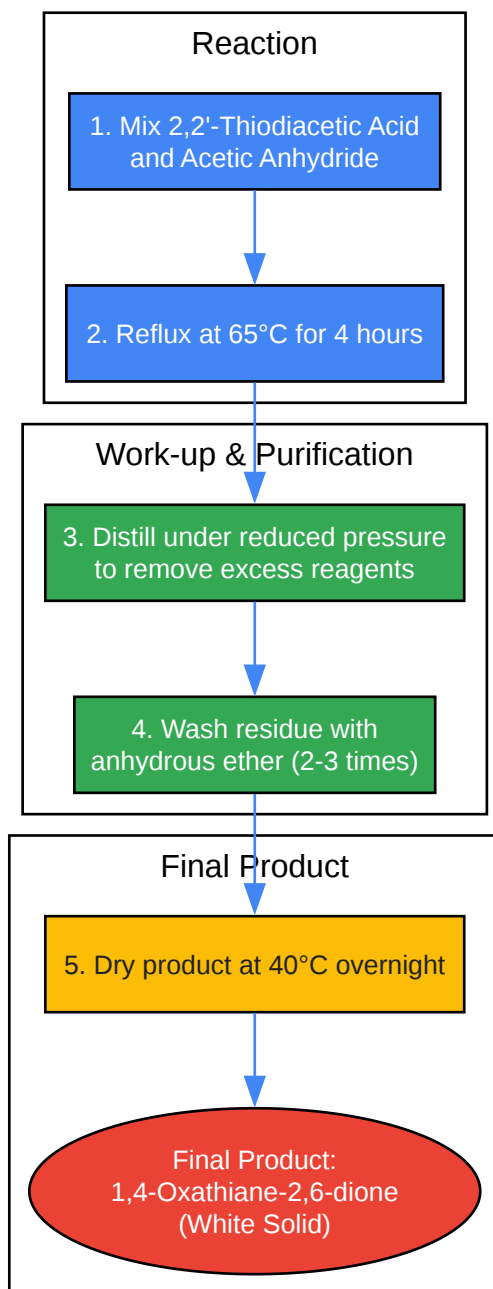 Reaction
1. Mix 2,2'-Thiodiacetic Acid
and Acetic Anhydride
2. Reflux at 65°C for 4 hours
Work-up & Purification
3. Distill under reduced pressure
to remove excess reagents
4. Wash residue with
anhydrous ether (2-3 times)
Final Product
5. Dry product at 40°C overnight
Final Product:
1,4-Oxathiane-2,6-dione
(White Solid)